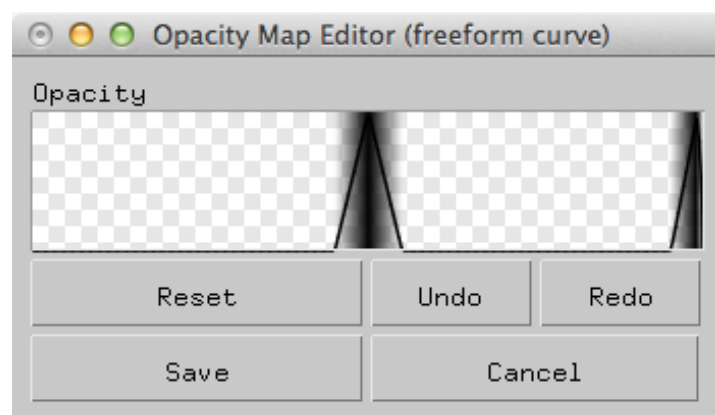 Opacity Map Editor (freeform curve)
Opacity
Reset Undo Redo
Save Cancel